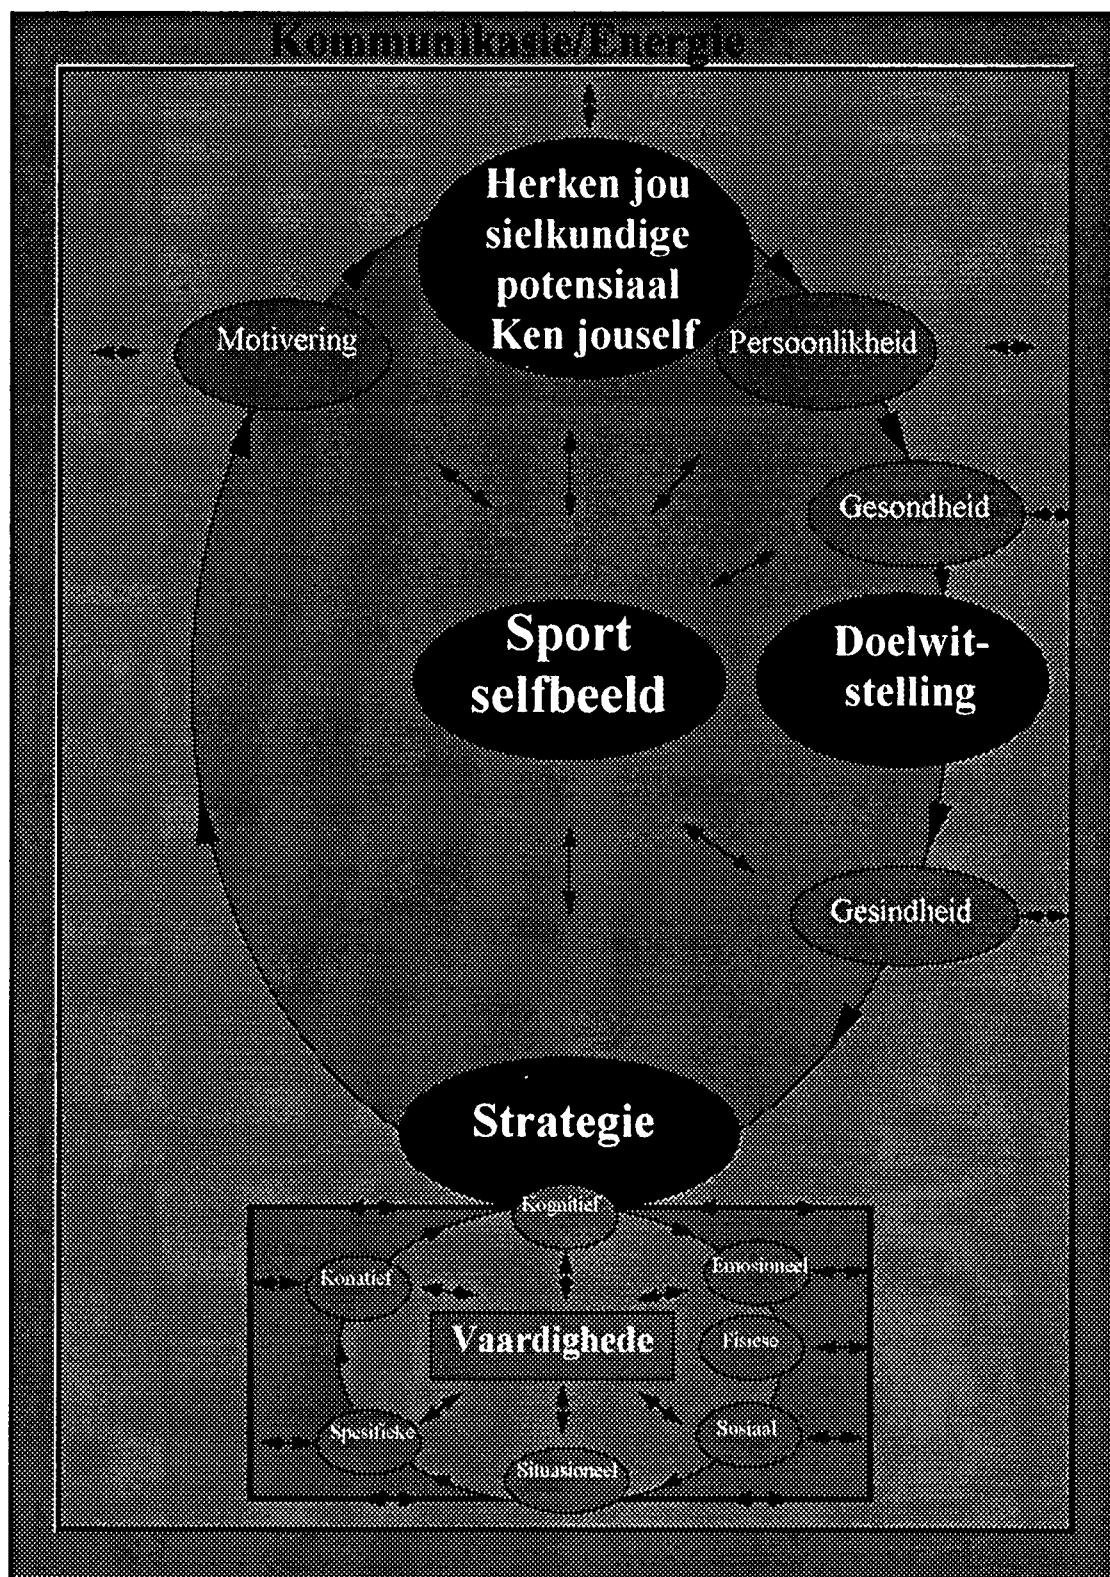 Kommunikasie/Energie
Herken jou
sielkundige
potensiaal
Ken jouself
Motivering
Persoonlikheid
Gesondheid
Sport
selfbeeld
Doelwit-
stelling
Gesindheid
Strategie
Kognitief
Konatief
Emosioneel
Vaardighede
Fisiese
Spesifieke
Sosiaal
Situasioneel